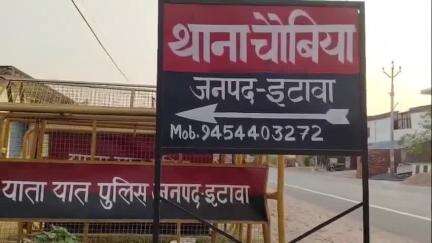 थाना चौबिया
जनपद-इटावा
Mob. 9454403272
याता यात पुलिस जनपद इटावा